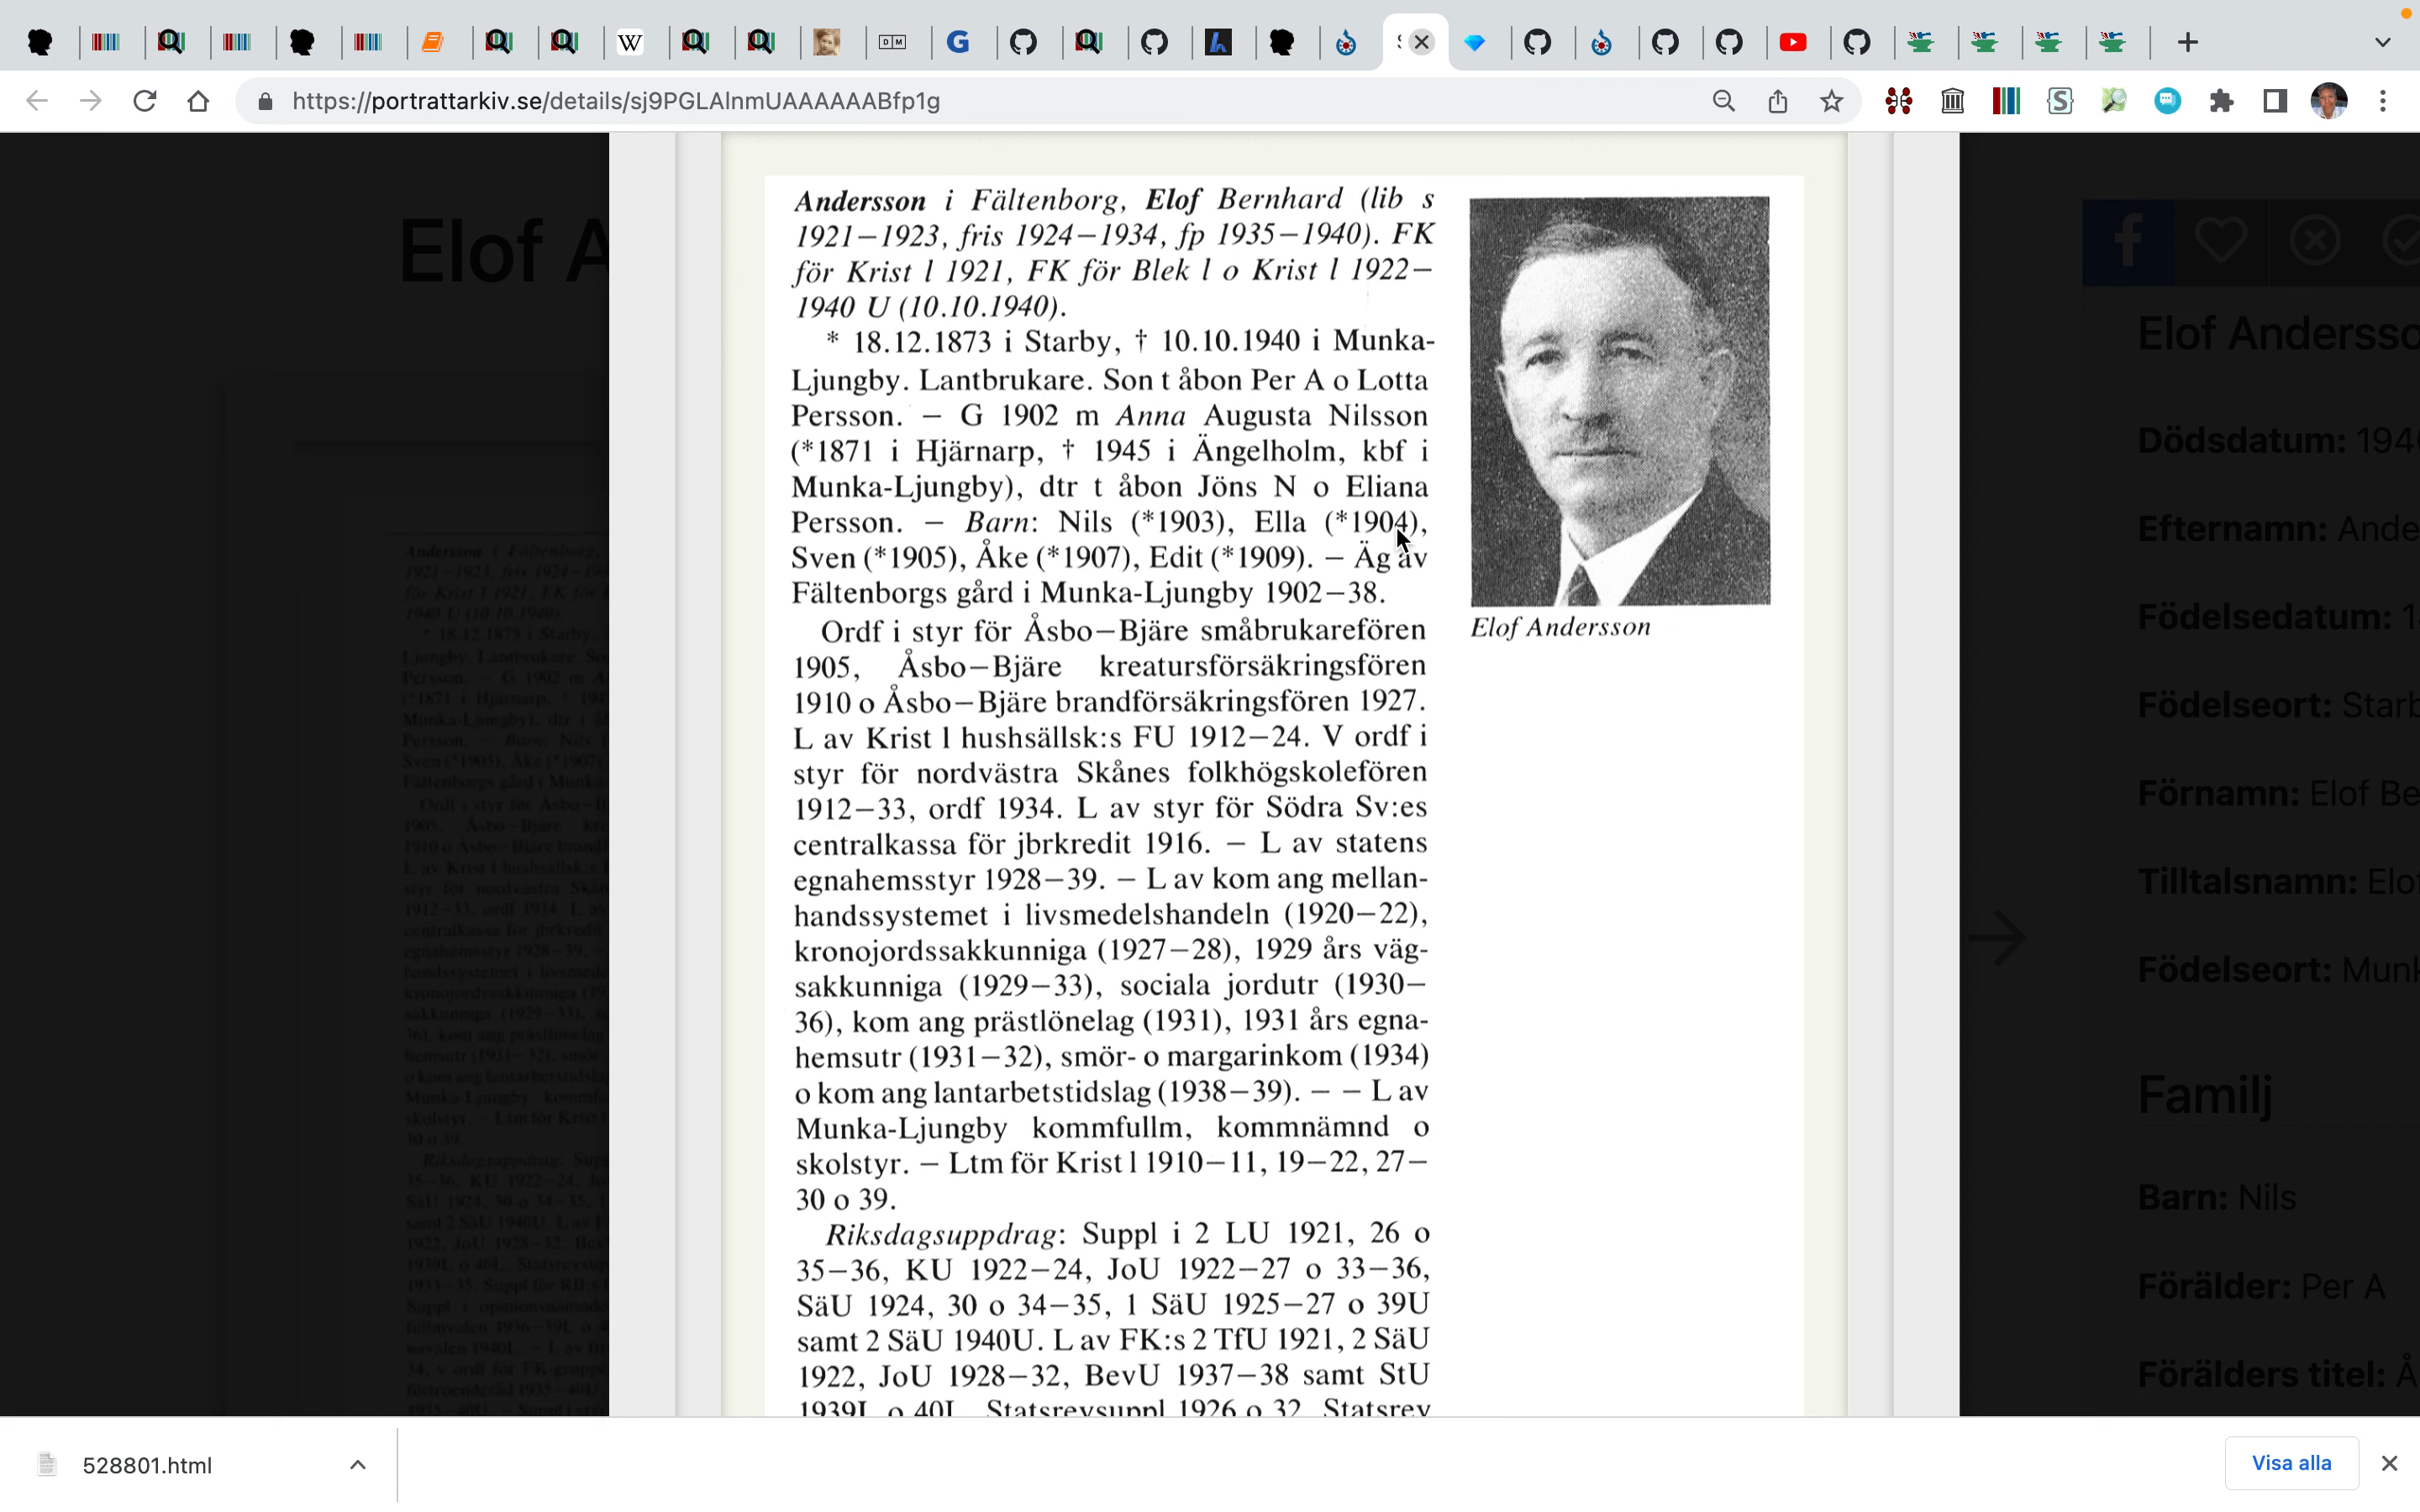 https://portrattarkiv.se/details/sj9PGLAlnmUAAAAAABfp1g
Elof A
Andersson i Fältenborg, Elof Bernhard (lib s
1921–1923, fris 1924–1934, fp 1935–1940). FK
för Krist l 1921, FK för Blek l o Krist l 1922–
1940 U (10.10.1940).
* 18.12.1873 i Starby, † 10.10.1940 i Munka-
Ljungby. Lantbrukare. Son t åbon Per A o Lotta
Persson. – G 1902 m Anna Augusta Nilsson
(*1871 i Hjärnarp, † 1945 i Ängelholm, kbf i
Munka-Ljungby), dtr t åbon Jöns N o Eliana
Persson. – Barn: Nils (*1903), Ella (*1904),
Sven (*1905), Åke (*1907), Edit (*1909). – Äg av
Fältenborgs gård i Munka-Ljungby 1902–38.
Ordf i styr för Åsbo–Bjäre småbrukarefören
1905, Åsbo–Bjäre kreatursförsäkringsfören
1910 o Åsbo–Bjäre brandförsäkringsfören 1927.
L av Krist l hushsällsk:s FU 1912–24. V ordf i
styr för nordvästra Skånes folkhögskolefören
1912–33, ordf 1934. L av styr för Södra Sv:es
centralkassa för jbrkredit 1916. – L av statens
egnahemsstyr 1928–39. – L av kom ang mellan-
handssystemet i livsmedelshandeln (1920–22),
kronojordssakkunniga (1927–28), 1929 års väg-
sakkunniga (1929–33), sociala jordutr (1930–
36), kom ang prästlönelag (1931), 1931 års egna-
hemsutr (1931–32), smör- o margarinkom (1934)
o kom ang lantarbetstidslag (1938–39). – – L av
Munka-Ljungby kommfullm, kommnämnd o
skolstyr. – Ltm för Krist l 1910–11, 19–22, 27–
30 o 39.
Riksdagsuppdrag: Suppl i 2 LU 1921, 26 o
35–36, KU 1922–24, JoU 1922–27 o 33–36,
SäU 1924, 30 o 34–35, 1 SäU 1925–27 o 39U
samt 2 SäU 1940U. L av FK:s 2 TfU 1921, 2 SäU
1922, JoU 1928–32, BevU 1937–38 samt StU
1939L o 40L. Statsrevsuppl 1926 o 32. Statsrev
Elof Andersson
Elof Andersso
Dödsdatum: 194
Efternamn: Ande
Födelsedatum: 1
Födelseort: Starb
Förnamn: Elof Be
Tilltalsnamn: Elo
Födelseort: Munk
Familj
Barn: Nils
Förälder: Per A
Förälders titel: Å
528801.html
Visa alla